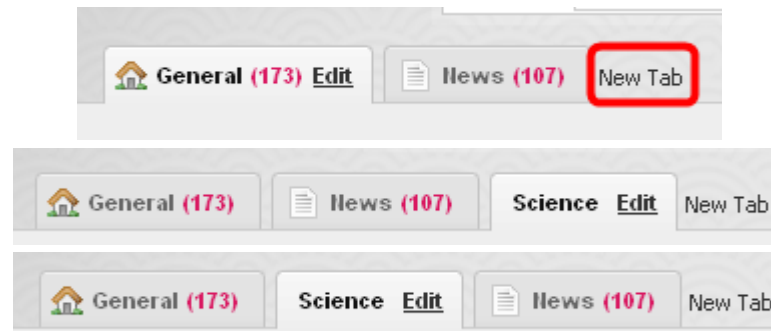 General (173) Edit News (107) New Tab
General (173) News (107) Science Edit New Tab
General (173) Science Edit News (107) New Tab